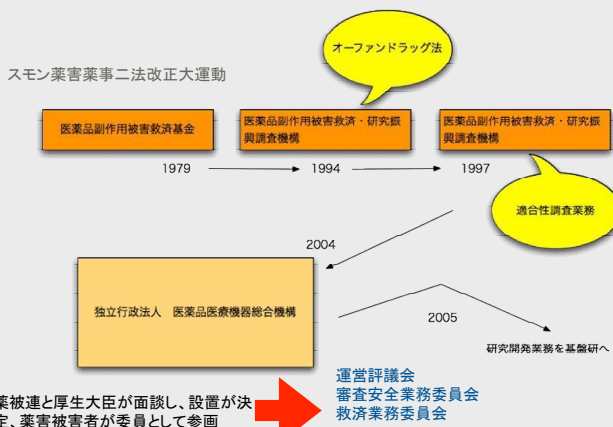 オーファンドラッグ法
スモン薬害薬事二法改正大運動
医薬品副作用被害救済基金
医薬品副作用被害救済・研究振
興調査機構
医薬品副作用被害救済・研究振
興調査機構
1979
1994
1997
適合性調査業務
2004
独立行政法人 医薬品医療機器総合機構
2005
研究開発業務を基盤研へ
薬被連と厚生大臣が面談し、設置が決
定、薬害被害者が委員として参画
運営評議会
審査安全業務委員会
救済業務委員会